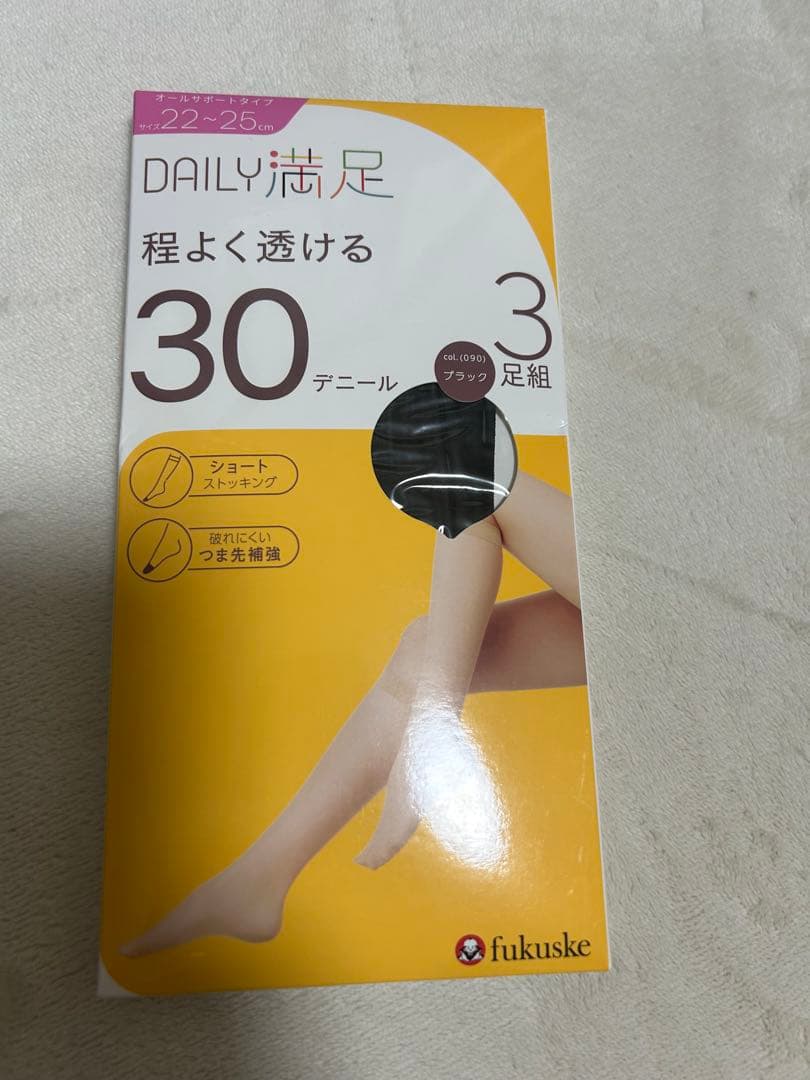 オールサポートタイプ
サイズ22～25cm
DAILY満足
程よく透ける
30デニール
col.(090)
ブラック
3足組
ショート
ストッキング
破れにくい
つま先補強
fukuske